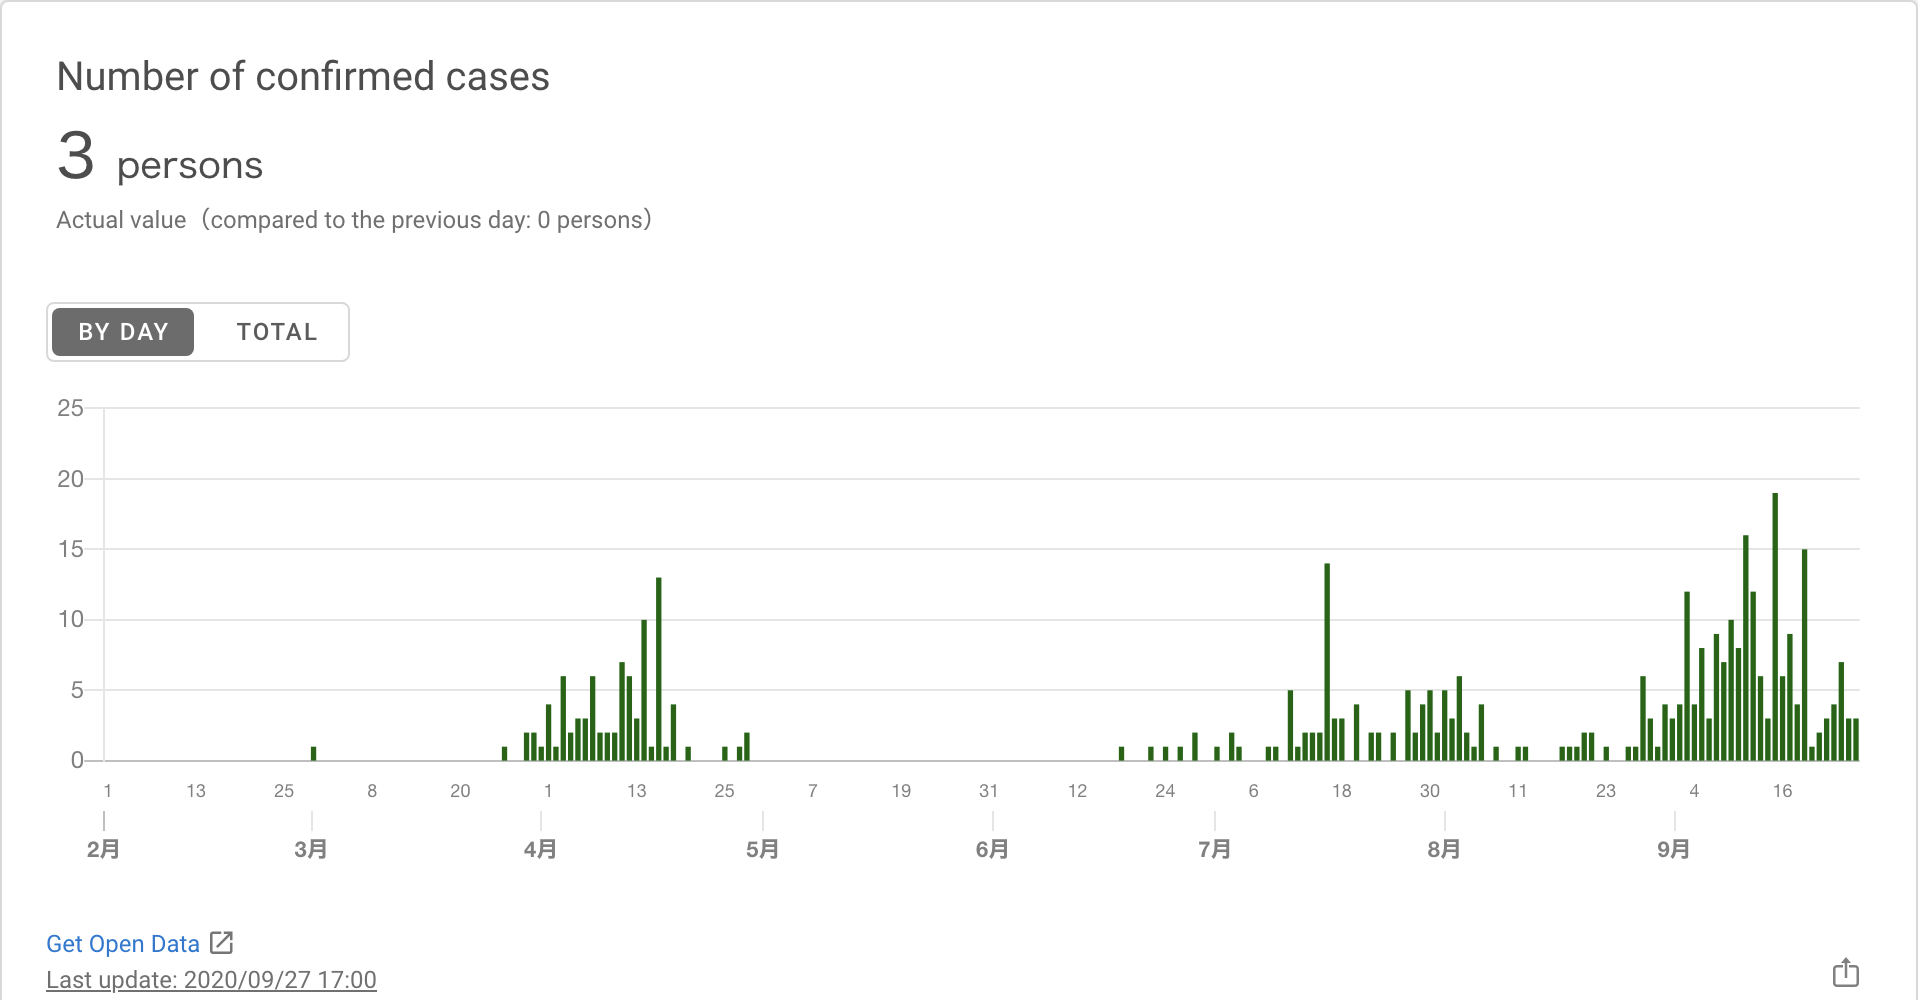 Number of confirmed cases
3 persons
Actual value（compared to the previous day: 0 persons）
BY DAY TOTAL
25
20
15
10
5
0
1 13 25 8 20 1 13 25 7 19 31 12 24 6 18 30 11 23 4 16
2月 3月 4月 5月 6月 7月 8月 9月
Get Open Data
Last update: 2020/09/27 17:00